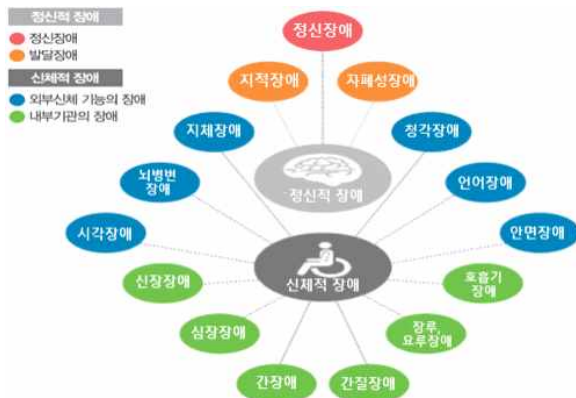 정신적 장애
정신장애
발달장애
신체적 장애
외부신체 기능의 장애
내부기관의 장애
정신장애
지적장애
자폐성장애
지체장애
청각장애
뇌병변
장애
정신적 장애
언어장애
시각장애
안면장애
신체적 장애
신장장애
호흡기
장애
심장장애
장루,
요루장애
간장애
간질장애